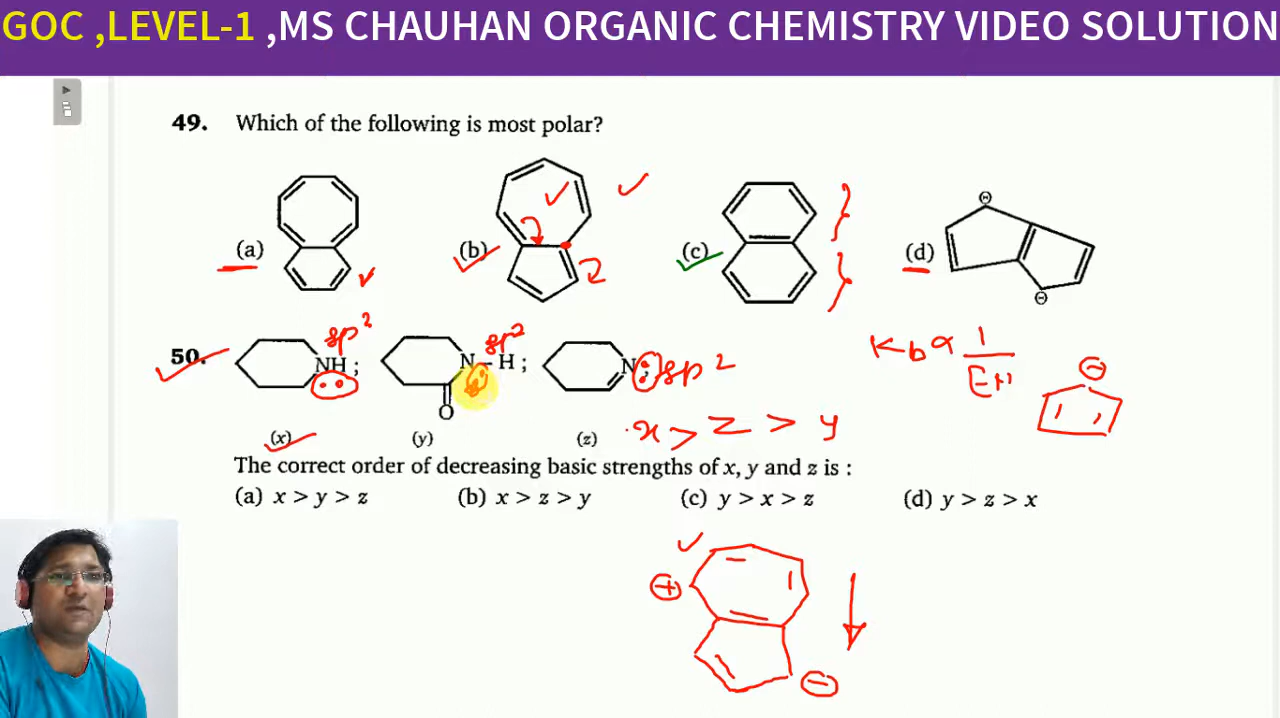 GOC ,LEVEL-1 ,MS CHAUHAN ORGANIC CHEMISTRY VIDEO SOLUTION
49. Which of the following is most polar?
(a) (b) (c) (d)
Θ
Θ
50. NH ; N – H ; N ;
sp² sp² sp²
O
Kb ∝ 1/EN
⊖
(x) (y) (z)
x > z > y
The correct order of decreasing basic strengths of x, y and z is :
(a) x > y > z (b) x > z > y (c) y > x > z (d) y > z > x
⊕
⊖